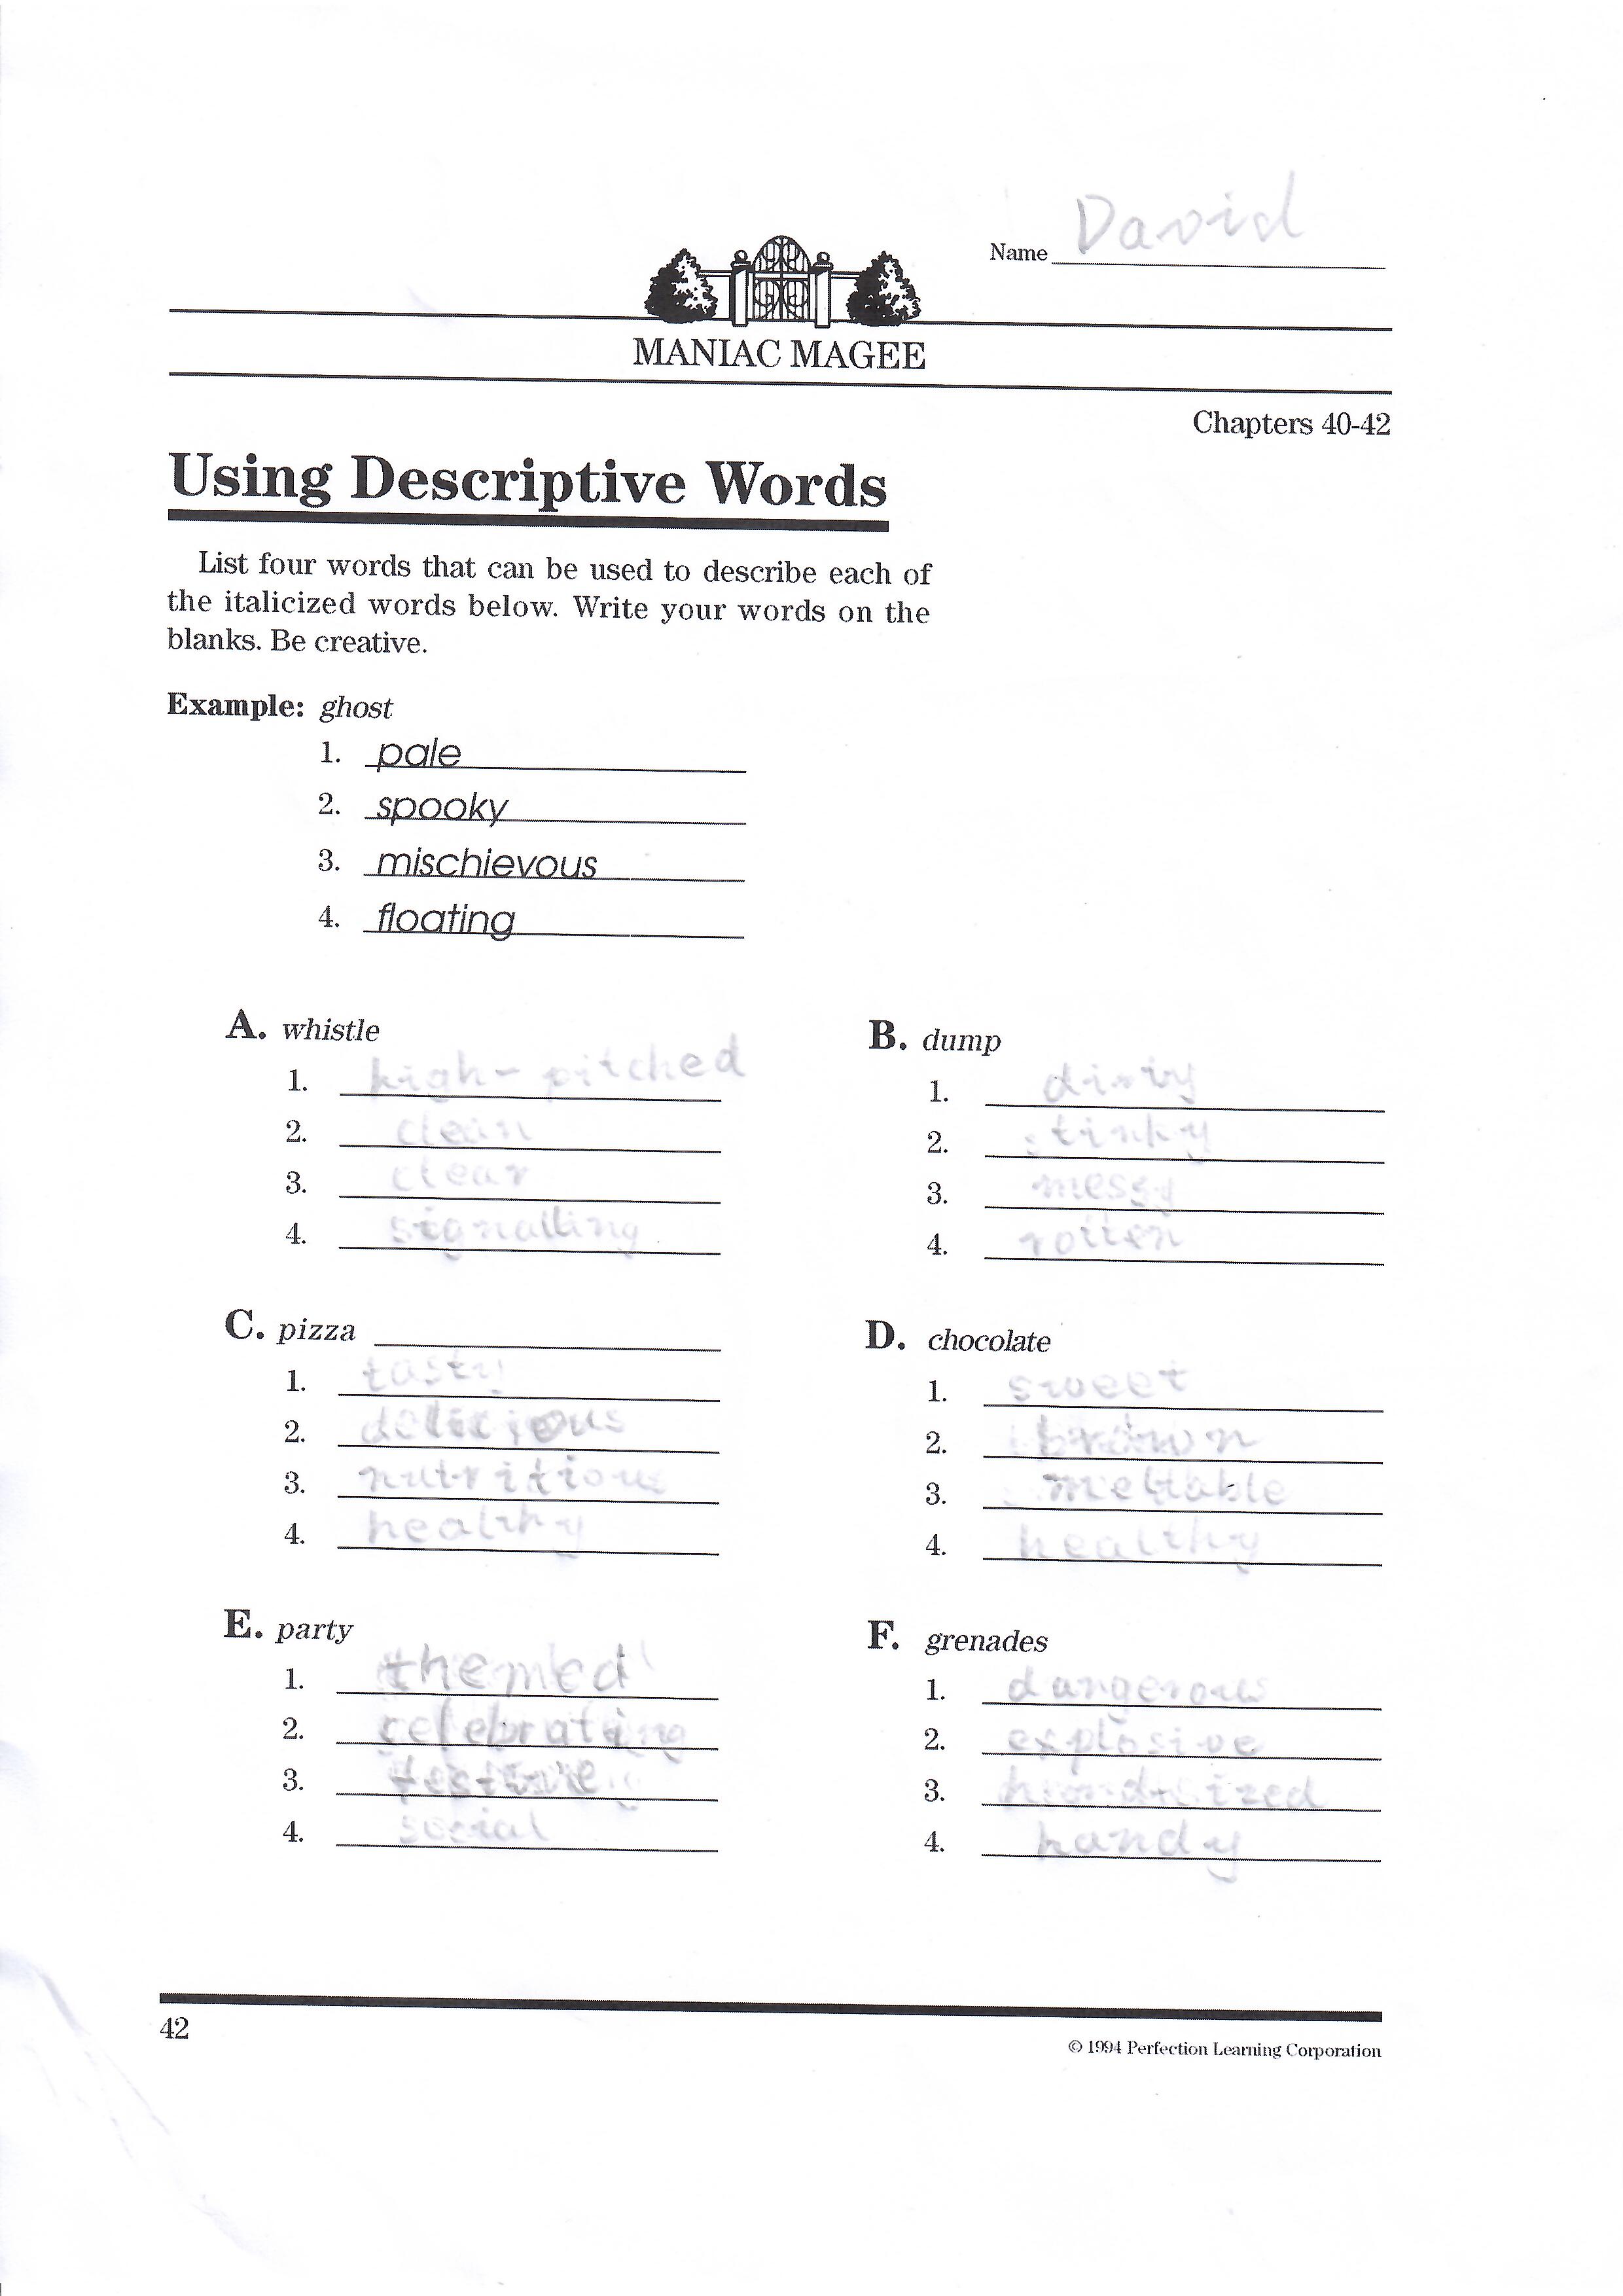 David
Name
MANIAC MAGEE
Chapters 40-42
Using Descriptive Words
List four words that can be used to describe each of
the italicized words below. Write your words on the
blanks. Be creative.
Example: ghost
1. pale
2. spooky
3. mischievous
4. floating
A. whistle
1. high-pitched
2. clean
3. clear
4. signalling
B. dump
1. dirty
2. stinky
3. messy
4. rotten
C. pizza
1. tasty
2. delicious
3. nutritious
4. healthy
D. chocolate
1. sweet
2. brown
3. meltable
4. healthy
E. party
1. themed
2. celebrating
3. festive
4. social
F. grenades
1. dangerous
2. explosive
3. hand-sized
4. handy
42
© 1994 Perfection Learning Corporation